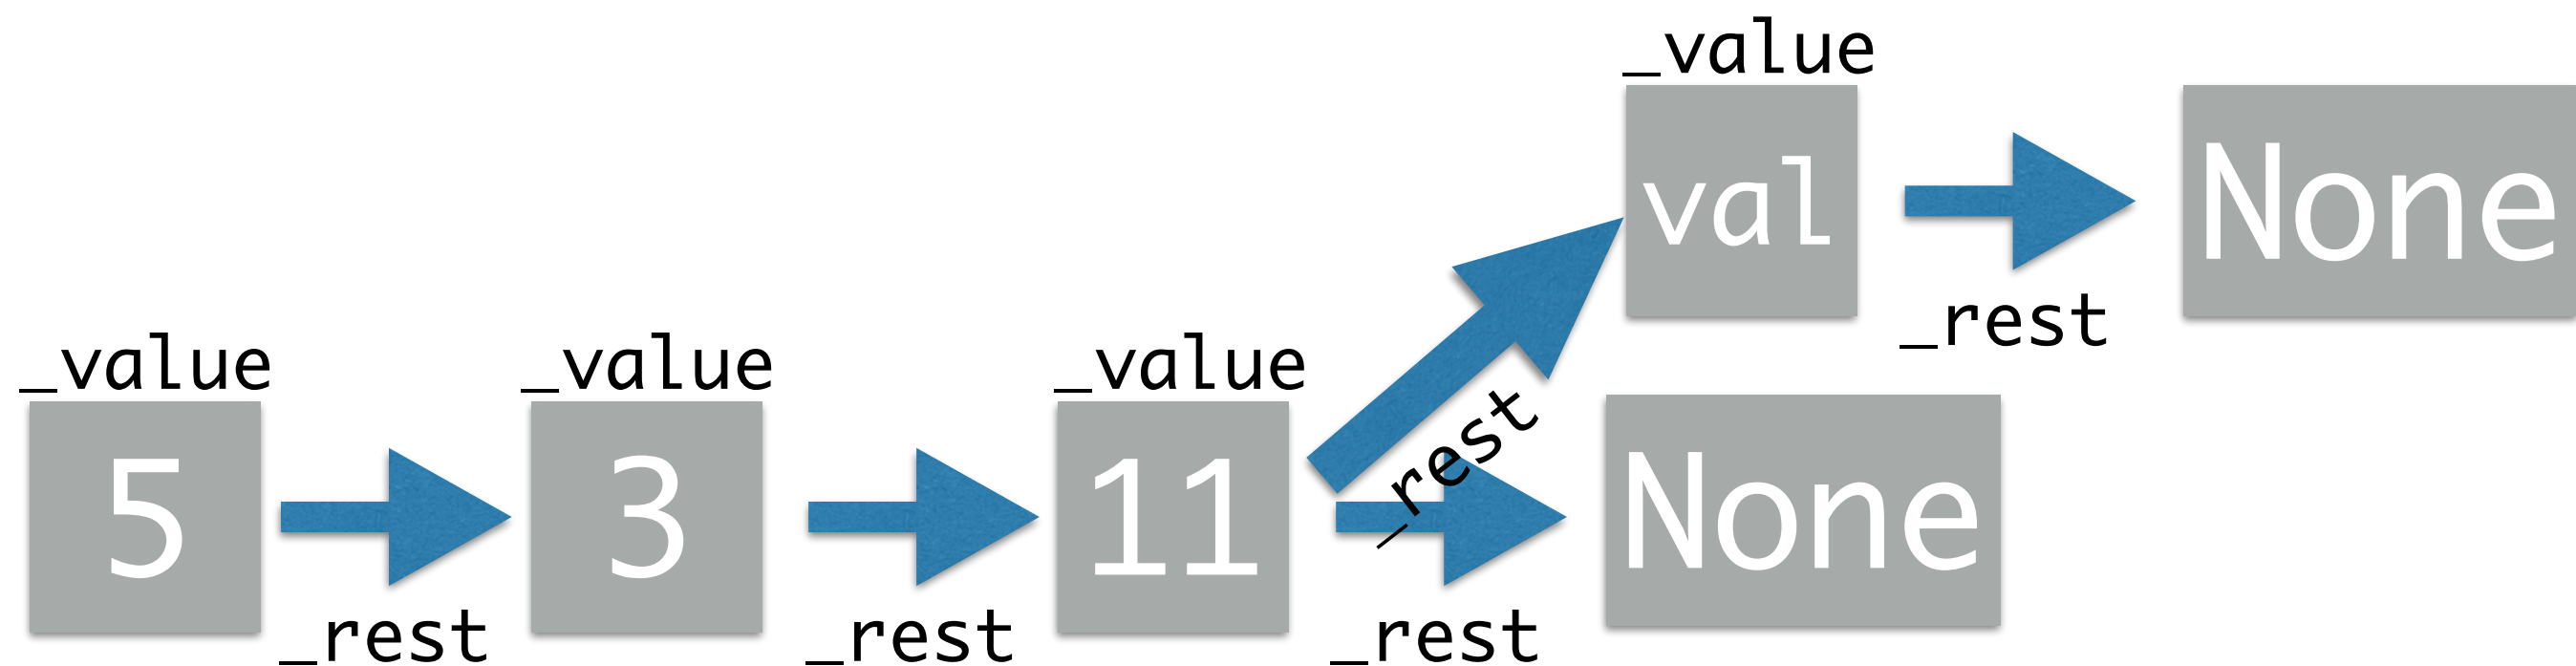 _value
val
None
_rest
_value
_value
_value
_rest
5
3
11
None
_rest
_rest
_rest